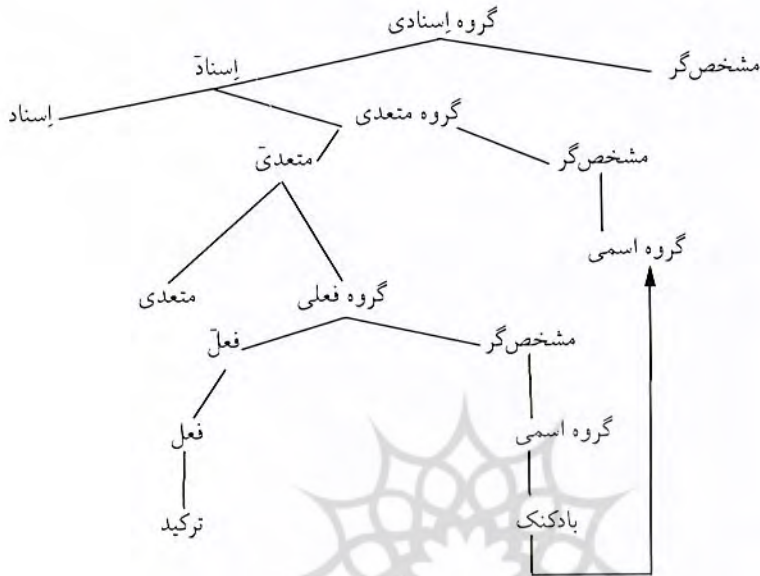 گروه اِسنادی
مشخص‌گر
اِسنادَ
اِسناد
گروه متعدی
مشخص‌گر
متعدیَ
گروه اسمی
گروه فعلی
متعدی
مشخص‌گر
فعلَ
گروه اسمی
فعل
بادکنک
ترکید